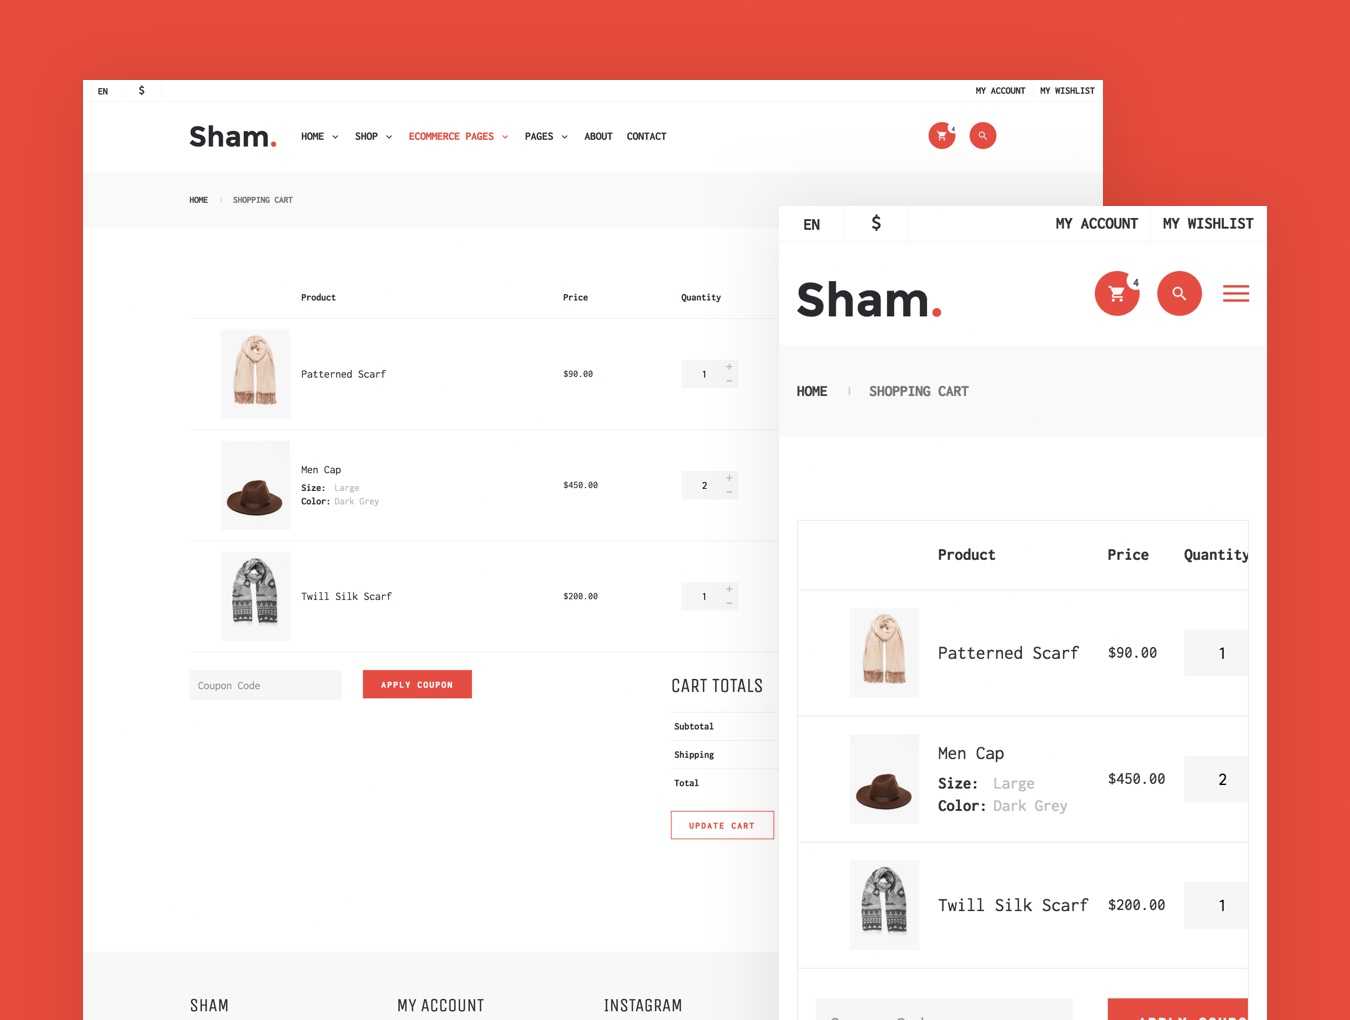 EN $ MY ACCOUNT MY WISHLIST
Sham. HOME SHOP ECOMMERCE PAGES PAGES ABOUT CONTACT 4
HOME SHOPPING CART
Product Price Quantity
Patterned Scarf $90.00 1 + −
Men Cap
Size: Large
Color: Dark Grey
$450.00 2 + −
Twill Silk Scarf $200.00 1 + −
Coupon Code APPLY COUPON
CART TOTALS
Subtotal
Shipping
Total
UPDATE CART
SHAM MY ACCOUNT INSTAGRAM
EN $ MY ACCOUNT MY WISHLIST
Sham. 4
HOME SHOPPING CART
Product Price Quantity
Patterned Scarf $90.00 1
Men Cap
Size: Large
Color: Dark Grey
$450.00 2
Twill Silk Scarf $200.00 1